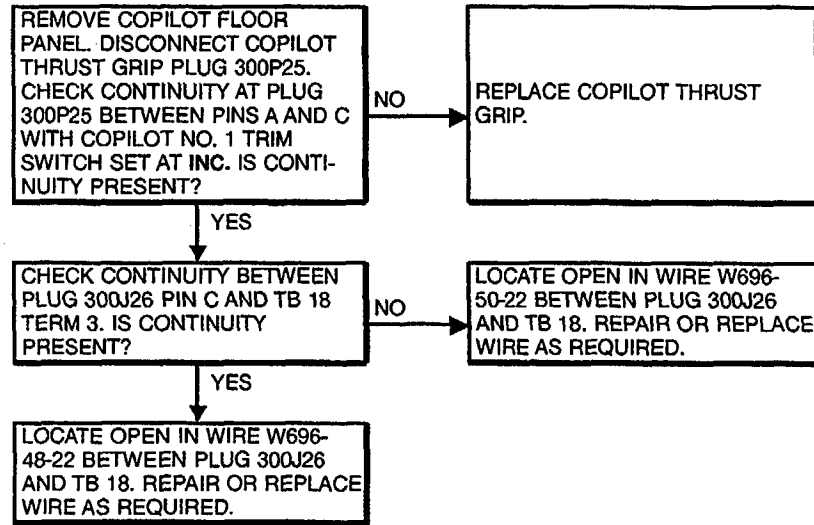 REMOVE COPILOT FLOOR
PANEL. DISCONNECT COPILOT
THRUST GRIP PLUG 300P25.
CHECK CONTINUITY AT PLUG
300P25 BETWEEN PINS A AND C
WITH COPILOT NO. 1 TRIM
SWITCH SET AT INC. IS CONTI-
NUITY PRESENT?
NO
REPLACE COPILOT THRUST
GRIP.
YES
CHECK CONTINUITY BETWEEN
PLUG 300J26 PIN C AND TB 18
TERM 3. IS CONTINUITY
PRESENT?
NO
LOCATE OPEN IN WIRE W696-
50-22 BETWEEN PLUG 300J26
AND TB 18. REPAIR OR REPLACE
WIRE AS REQUIRED.
YES
LOCATE OPEN IN WIRE W696-
48-22 BETWEEN PLUG 300J26
AND TB 18. REPAIR OR REPLACE
WIRE AS REQUIRED.